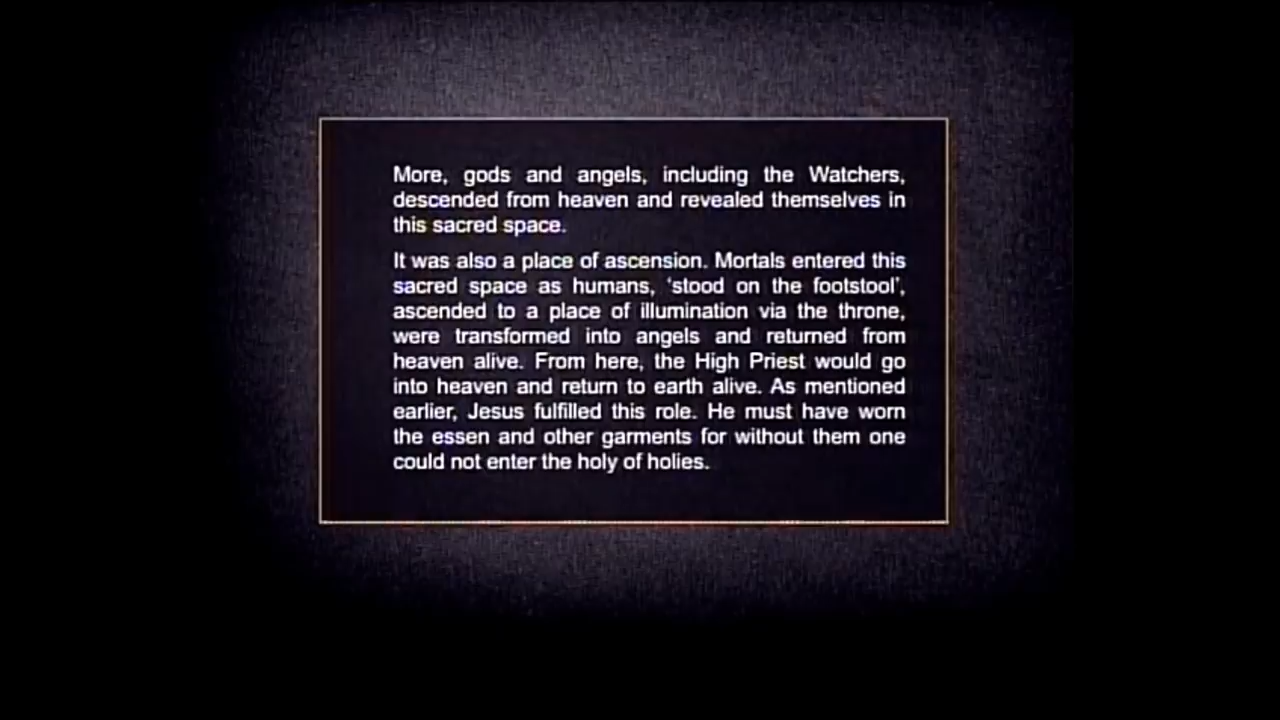 More, gods and angels, including the Watchers,
descended from heaven and revealed themselves in
this sacred space.
It was also a place of ascension. Mortals entered this
sacred space as humans, ‘stood on the footstool’,
ascended to a place of illumination via the throne,
were transformed into angels and returned from
heaven alive. From here, the High Priest would go
into heaven and return to earth alive. As mentioned
earlier, Jesus fulfilled this role. He must have worn
the essen and other garments for without them one
could not enter the holy of holies.